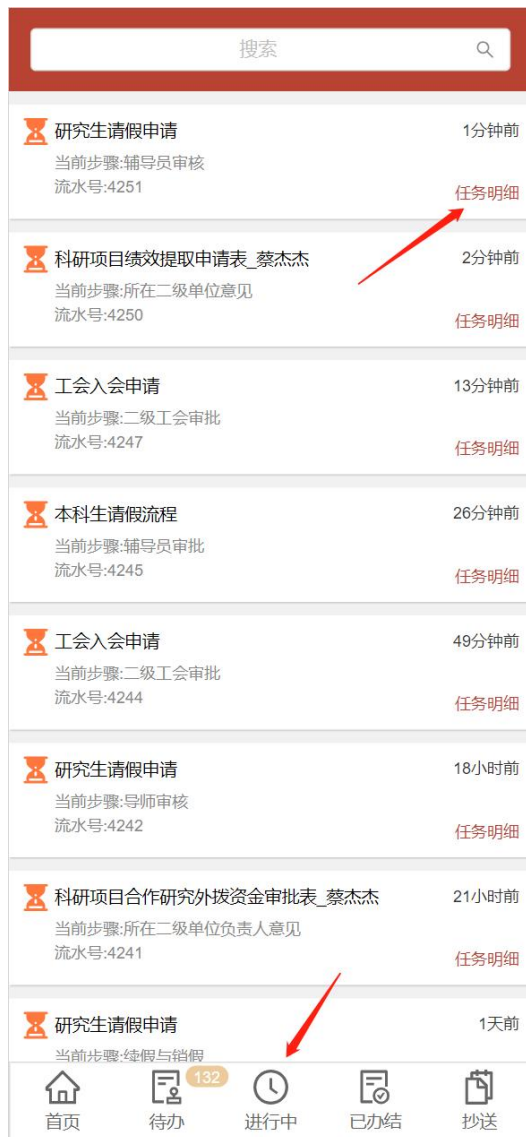 搜索
研究生请假申请
1分钟前
当前步骤:辅导员审核
流水号:4251
任务明细
科研项目绩效提取申请表_蔡杰杰
2分钟前
当前步骤:所在二级单位意见
流水号:4250
任务明细
工会入会申请
13分钟前
当前步骤:二级工会审批
流水号:4247
任务明细
本科生请假流程
26分钟前
当前步骤:辅导员审批
流水号:4245
任务明细
工会入会申请
49分钟前
当前步骤:二级工会审批
流水号:4244
任务明细
研究生请假申请
18小时前
当前步骤:导师审核
流水号:4242
任务明细
科研项目合作研究外拨资金审批表_蔡杰杰
21小时前
当前步骤:所在二级单位负责人意见
流水号:4241
任务明细
研究生请假申请
1天前
当前步骤:续假与销假
132
首页
待办
进行中
已办结
抄送